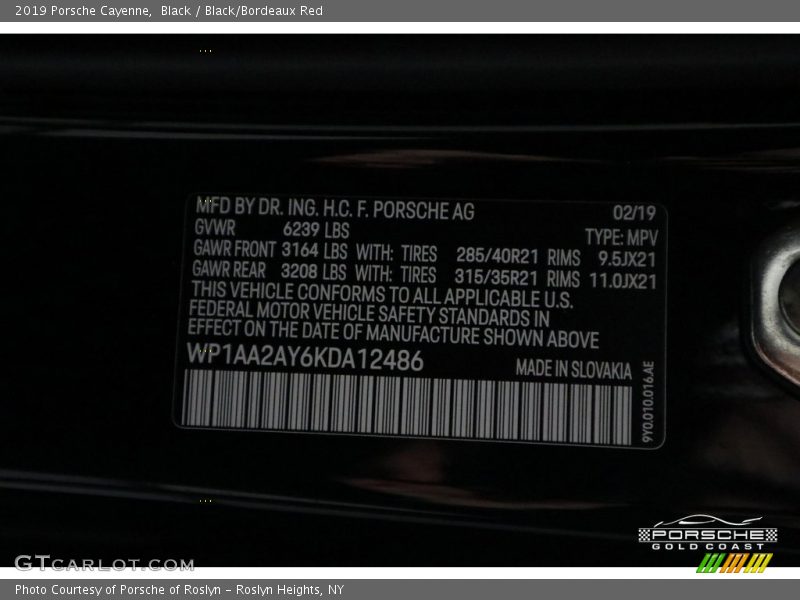 2019 Porsche Cayenne, Black / Black/Bordeaux Red
MFD BY DR. ING. H.C. F. PORSCHE AG 02/19
GVWR 6239 LBS TYPE: MPV
GAWR FRONT 3164 LBS WITH: TIRES 285/40R21 RIMS 9.5JX21
GAWR REAR 3208 LBS WITH: TIRES 315/35R21 RIMS 11.0JX21
THIS VEHICLE CONFORMS TO ALL APPLICABLE U.S.
FEDERAL MOTOR VEHICLE SAFETY STANDARDS IN
EFFECT ON THE DATE OF MANUFACTURE SHOWN ABOVE
WP1AA2AY6KDA12486 MADE IN SLOVAKIA
9Y0.010.016.AE
PORSCHE
GOLD COAST
GTCARLOT.COM
Photo Courtesy of Porsche of Roslyn - Roslyn Heights, NY